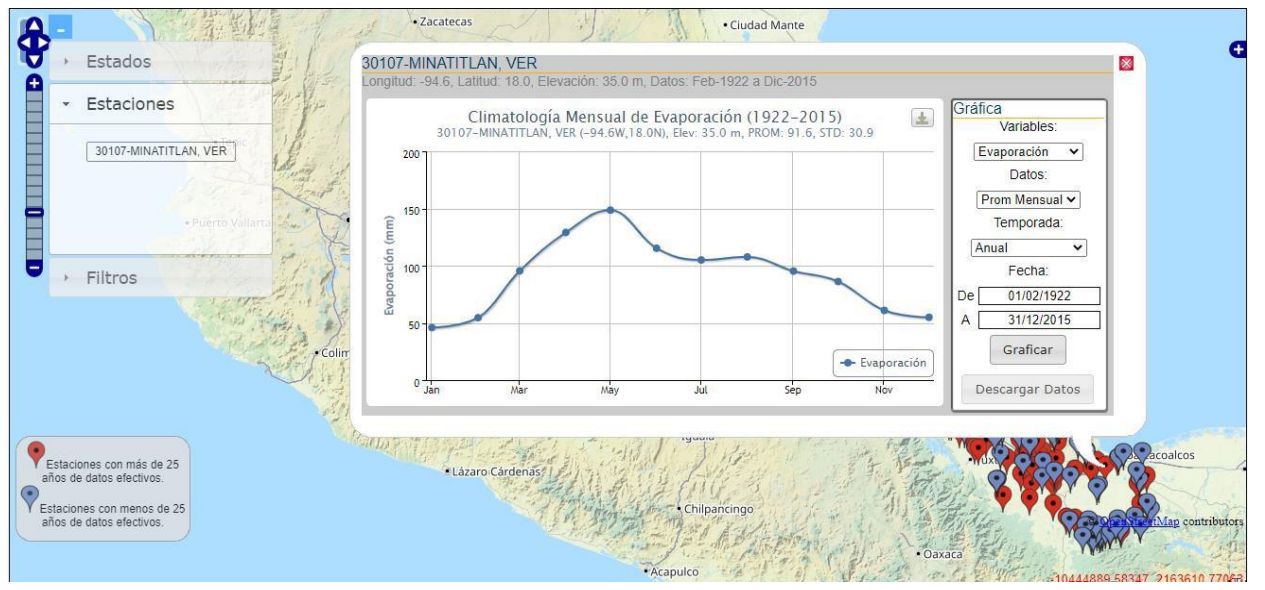 Zacatecas
Ciudad Mante
Estados
Estaciones
30107-MINATITLAN, VER
Puerto Vallarta
Filtros
30107-MINATITLAN, VER
Longitud: -94.6, Latitud: 18.0, Elevación: 35.0 m, Datos: Feb-1922 a Dic-2015
Climatología Mensual de Evaporación (1922-2015)
30107-MINATITLAN, VER (-94.6W,18.0N), Elev: 35.0 m, PROM: 91.6, STD: 30.9
Evaporación (mm)
200
150
100
50
0
Jan
Mar
May
Jul
Sep
Nov
Evaporación
Gráfica
Variables:
Evaporación
Datos:
Prom Mensual
Temporada:
Anual
Fecha:
De 01/02/1922
A 31/12/2015
Graficar
Descargar Datos
Colim
Estaciones con más de 25
años de datos efectivos.
Estaciones con menos de 25
años de datos efectivos.
Lázaro Cárdenas
Chilpancingo
Oaxaca
Acapulco
acoalcos
© OpenStreetMap contributors